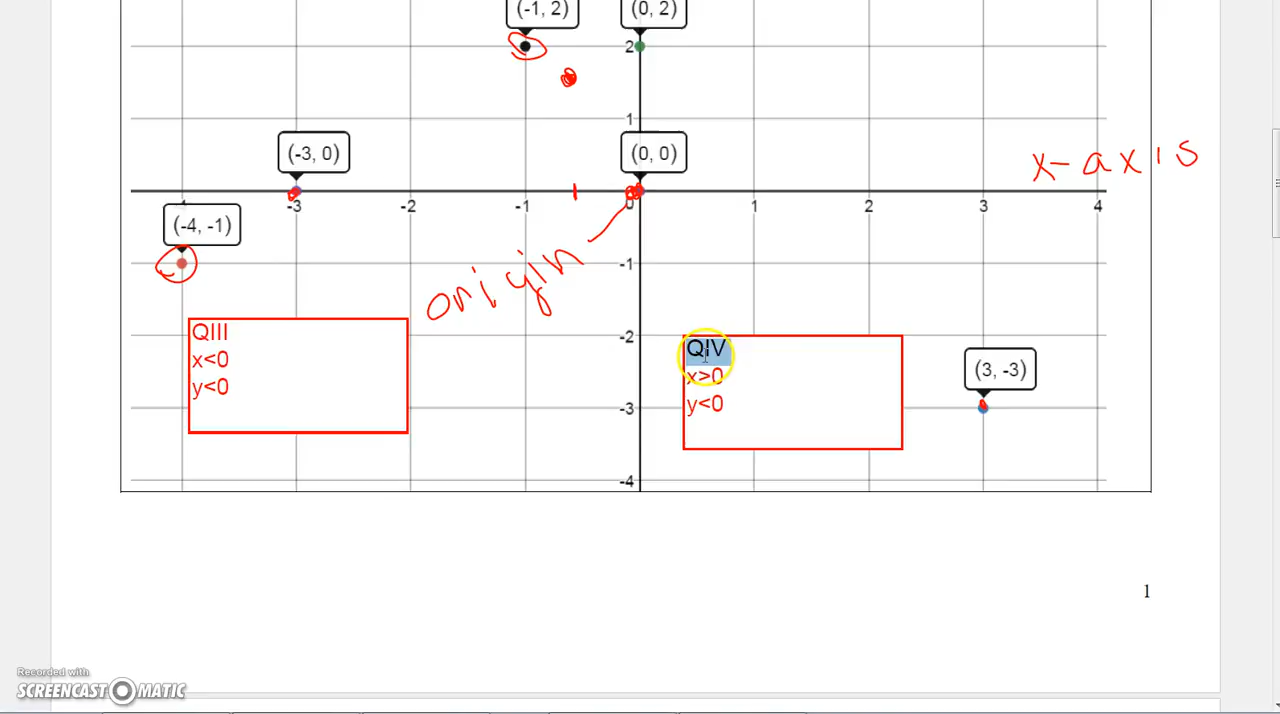 (-1, 2)
(0, 2)
2
1
(-3, 0)
(0, 0)
x-axis
-3
-2
-1
0
1
2
3
4
(-4, -1)
-1
origin
-2
QIII
x<0
y<0
QIV
x>0
y<0
(3, -3)
-3
-4
1
Recorded with
SCREENCAST MATIC